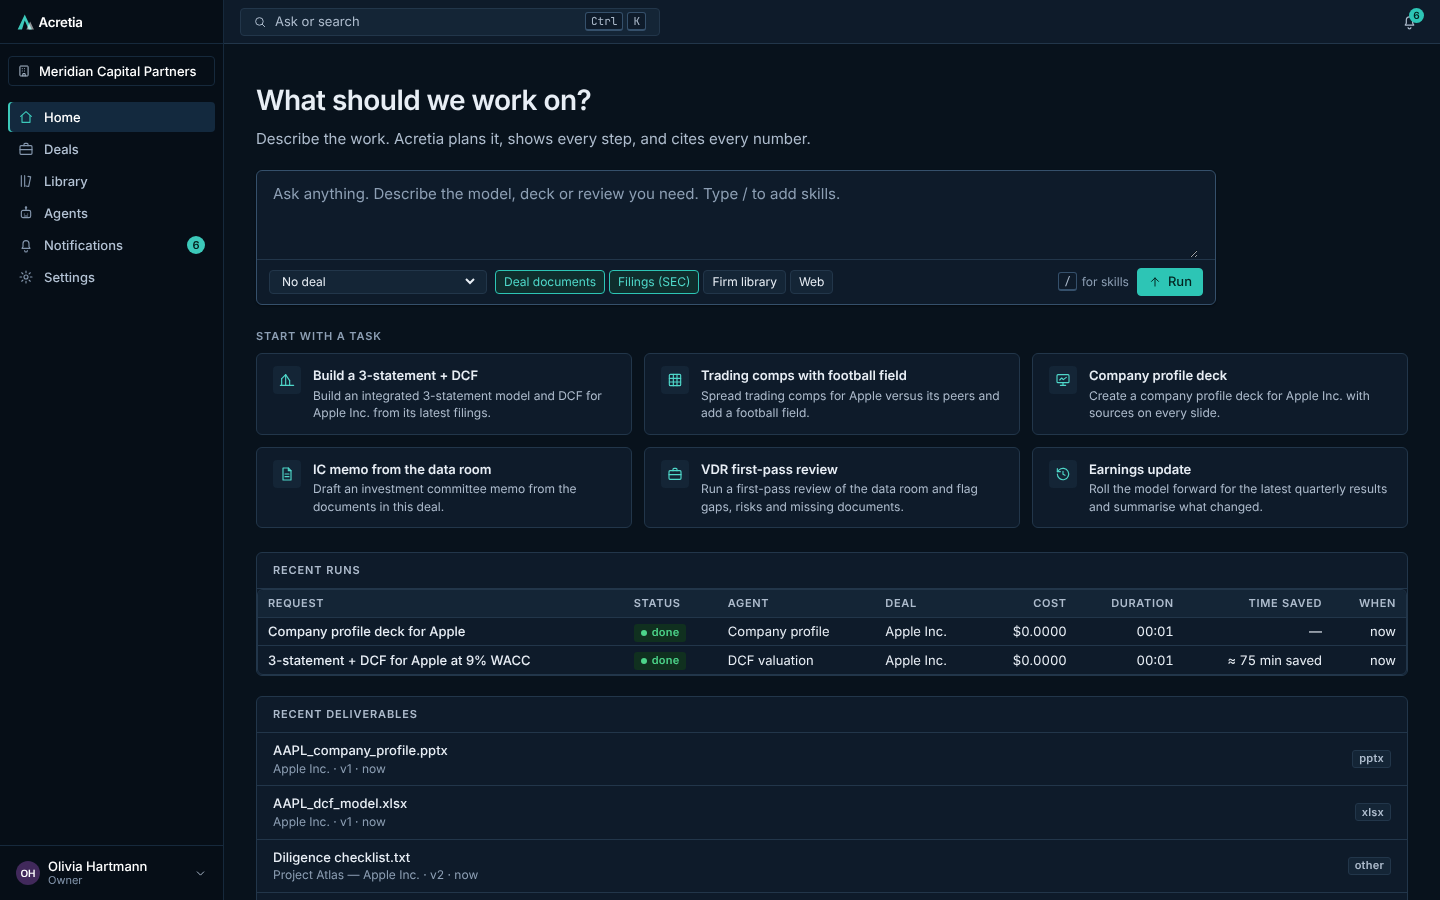 Acretia
Ask or search
Ctrl K
6
Meridian Capital Partners
Home
Deals
Library
Agents
Notifications 6
Settings
Olivia Hartmann
OH
Owner
What should we work on?
Describe the work. Acretia plans it, shows every step, and cites every number.
Ask anything. Describe the model, deck or review you need. Type / to add skills.
No deal
Deal documents
Filings (SEC)
Firm library
Web
/ for skills
Run
START WITH A TASK
Build a 3-statement + DCF
Build an integrated 3-statement model and DCF for
Apple Inc. from its latest filings.
Trading comps with football field
Spread trading comps for Apple versus its peers and
add a football field.
Company profile deck
Create a company profile deck for Apple Inc. with
sources on every slide.
IC memo from the data room
Draft an investment committee memo from the
documents in this deal.
VDR first-pass review
Run a first-pass review of the data room and flag
gaps, risks and missing documents.
Earnings update
Roll the model forward for the latest quarterly results
and summarise what changed.
RECENT RUNS
REQUEST STATUS AGENT DEAL COST DURATION TIME SAVED WHEN
Company profile deck for Apple done Company profile Apple Inc. $0.0000 00:01 — now
3-statement + DCF for Apple at 9% WACC done DCF valuation Apple Inc. $0.0000 00:01 ≈ 75 min saved now
RECENT DELIVERABLES
AAPL_company_profile.pptx
Apple Inc. · v1 · now
pptx
AAPL_dcf_model.xlsx
Apple Inc. · v1 · now
xlsx
Diligence checklist.txt
Project Atlas — Apple Inc. · v2 · now
other